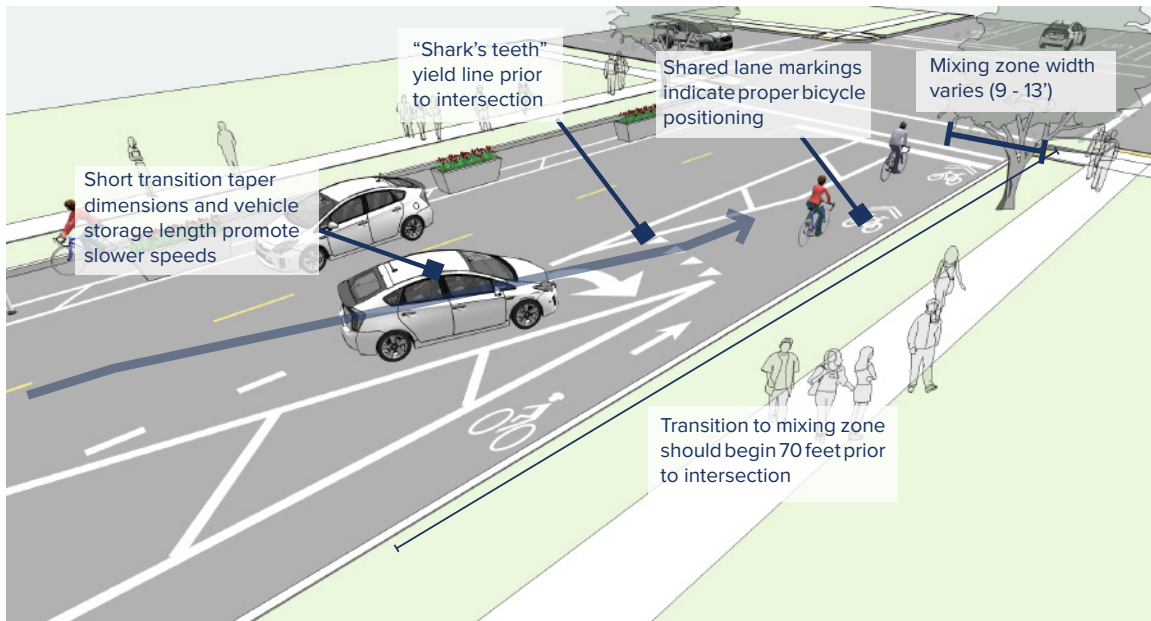 “Shark’s teeth”
yield line prior
to intersection
Shared lane markings
indicate proper bicycle
positioning
Mixing zone width
varies (9 - 13’)
Short transition taper
dimensions and vehicle
storage length promote
slower speeds
Transition to mixing zone
should begin 70 feet prior
to intersection